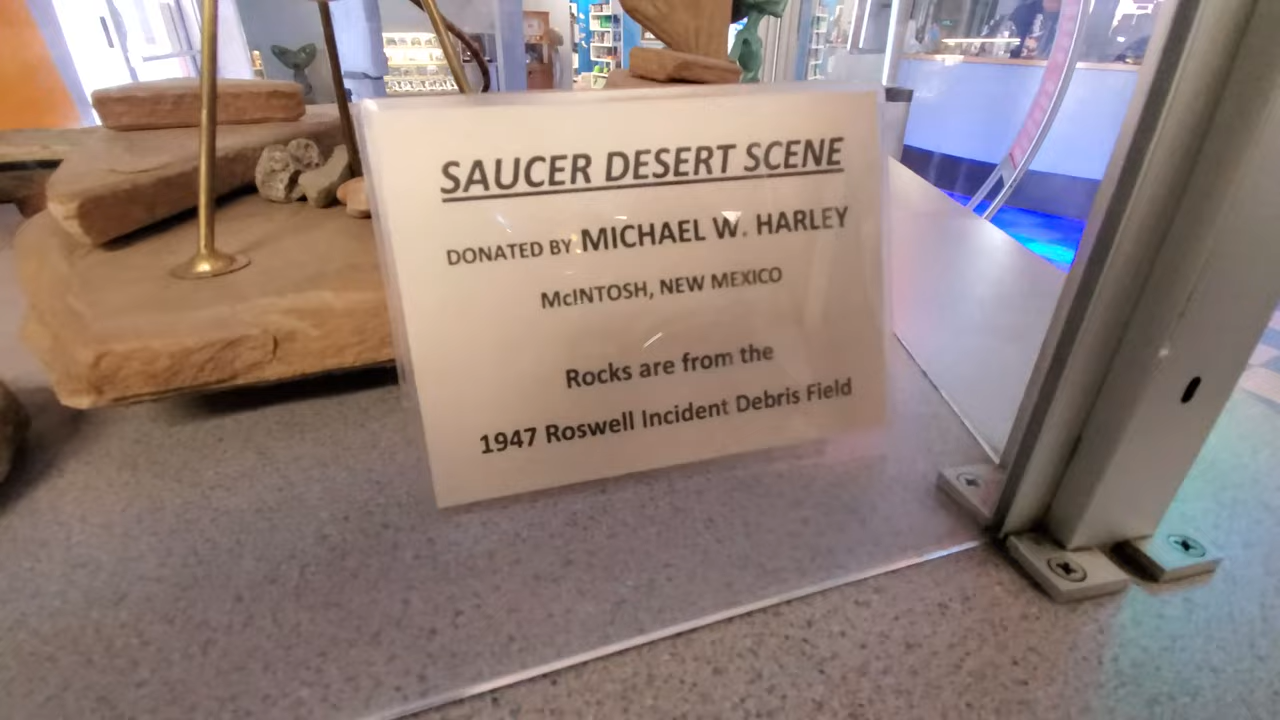 SAUCER DESERT SCENE
DONATED BY MICHAEL W. HARLEY
McINTOSH, NEW MEXICO
Rocks are from the
1947 Roswell Incident Debris Field